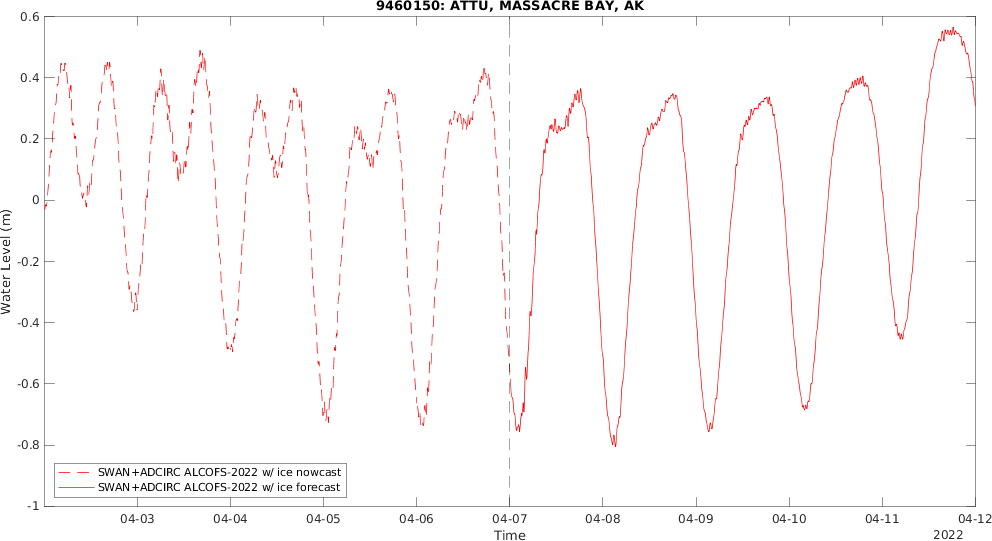 9460150: ATTU, MASSACRE BAY, AK
0.6
0.4
0.2
0
-0.2
-0.4
-0.6
-0.8
-1
Water Level (m)
SWAN+ADCIRC ALCOFS-2022 w/ ice nowcast
SWAN+ADCIRC ALCOFS-2022 w/ ice forecast
04-03 04-04 04-05 04-06 04-07 04-08 04-09 04-10 04-11 04-12
Time
2022